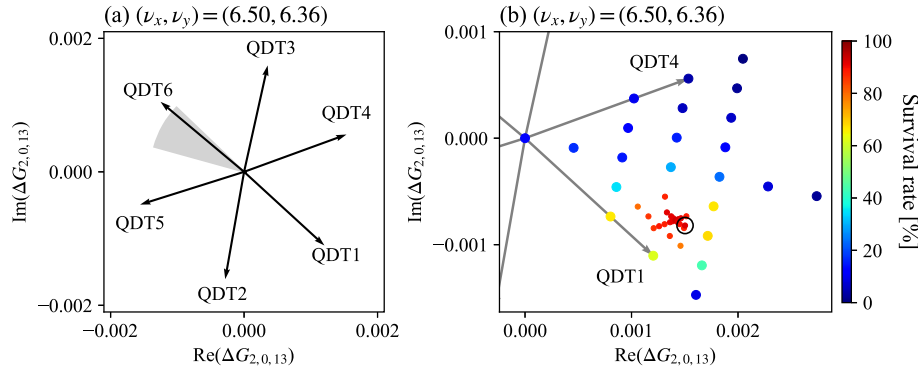 (a) (νx, νy) = (6.50, 6.36)
0.002
0.000
−0.002
Im(ΔG2, 0, 13)
QDT3
QDT6
QDT4
QDT5
QDT1
QDT2
−0.002 0.000 0.002
Re(ΔG2, 0, 13)
(b) (νx, νy) = (6.50, 6.36)
0.001
0.000
−0.001
Im(ΔG2, 0, 13)
QDT4
QDT1
0.000 0.001 0.002
Re(ΔG2, 0, 13)
100
80
60
40
20
0
Survival rate [%]